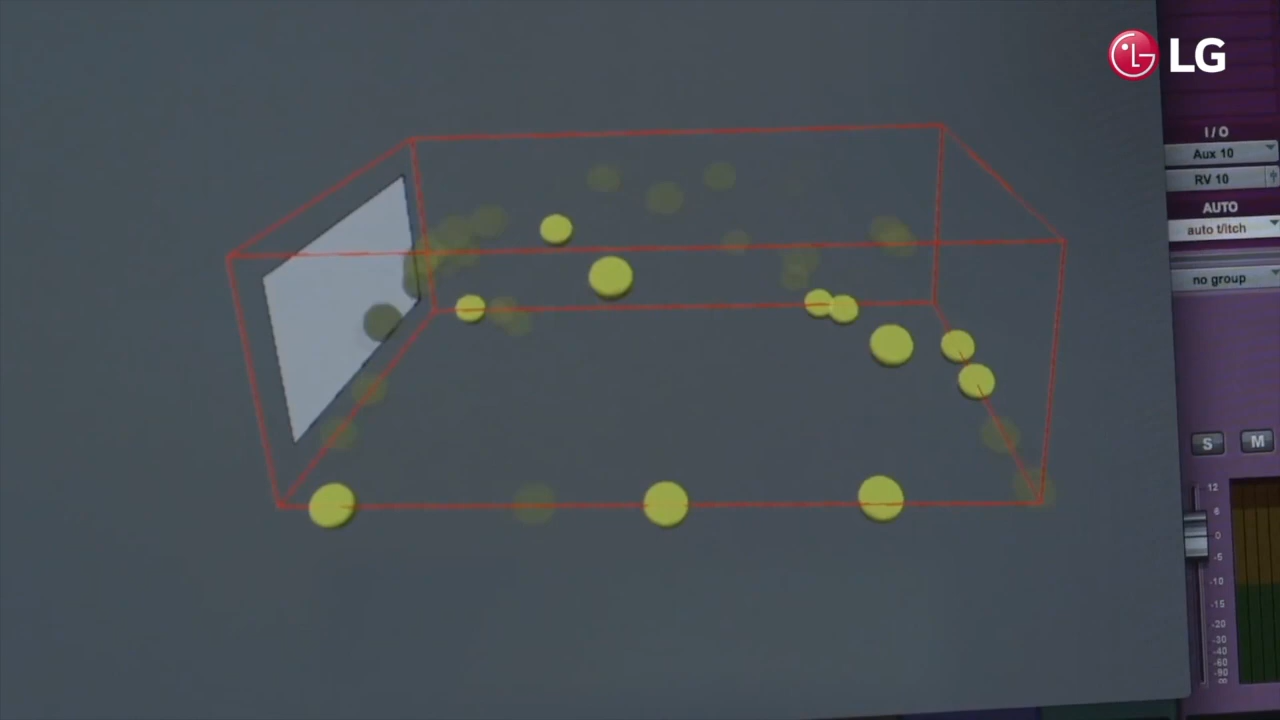 LG
I / O
Aux 10
RV 10
AUTO
auto t/itch
no group
S M
12
6
0
-5
-10
-15
-20
-30
-40
-60
-90
∞